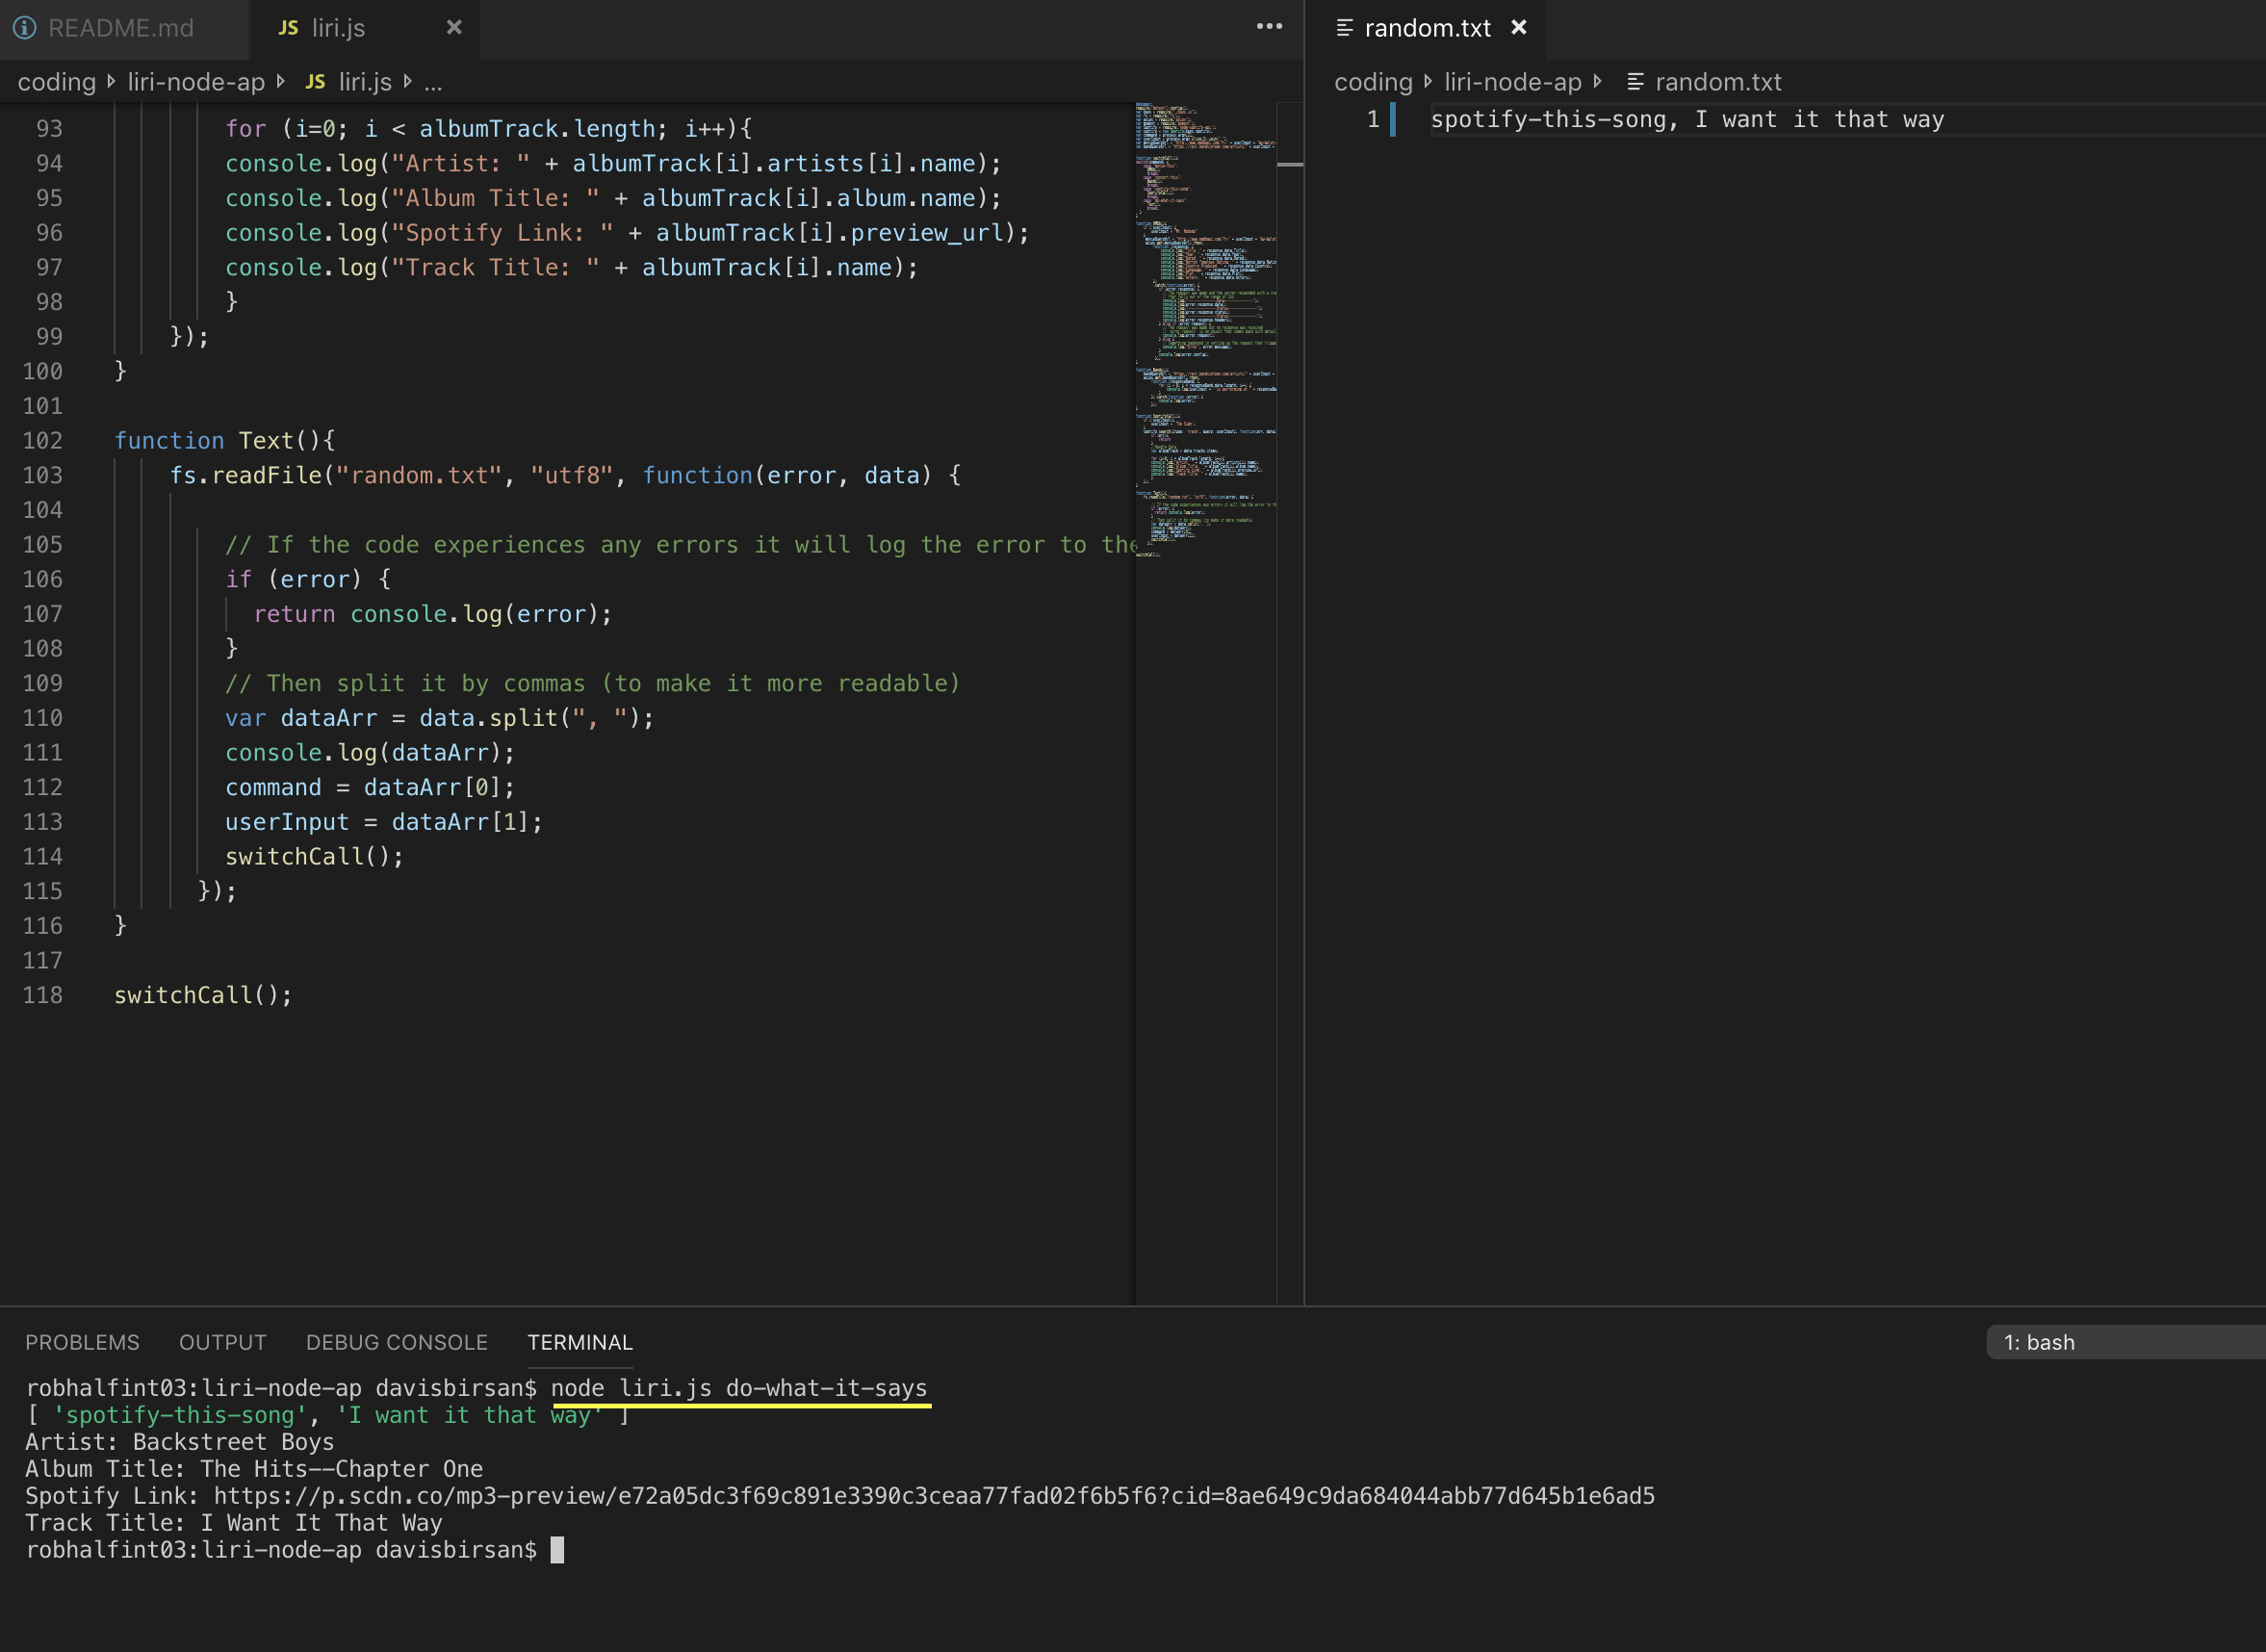 README.md
JS liri.js
coding liri-node-ap JS liri.js ...
93 for (i=0; i < albumTrack.length; i++){
94 console.log("Artist: " + albumTrack[i].artists[i].name);
95 console.log("Album Title: " + albumTrack[i].album.name);
96 console.log("Spotify Link: " + albumTrack[i].preview_url);
97 console.log("Track Title: " + albumTrack[i].name);
98 }
99 });
100 }
101
102 function Text(){
103 fs.readFile("random.txt", "utf8", function(error, data) {
104
105 // If the code experiences any errors it will log the error to the
106 if (error) {
107 return console.log(error);
108 }
109 // Then split it by commas (to make it more readable)
110 var dataArr = data.split(", ");
111 console.log(dataArr);
112 command = dataArr[0];
113 userInput = dataArr[1];
114 switchCall();
115 });
116 }
117
118 switchCall();
random.txt
coding liri-node-ap random.txt
1 spotify-this-song, I want it that way
PROBLEMS OUTPUT DEBUG CONSOLE TERMINAL
1: bash
robhalfint03:liri-node-ap davisbirsan$ node liri.js do-what-it-says
[ 'spotify-this-song', 'I want it that way' ]
Artist: Backstreet Boys
Album Title: The Hits--Chapter One
Spotify Link: https://p.scdn.co/mp3-preview/e72a05dc3f69c891e3390c3ceaa77fad02f6b5f6?cid=8ae649c9da684044abb77d645b1e6ad5
Track Title: I Want It That Way
robhalfint03:liri-node-ap davisbirsan$